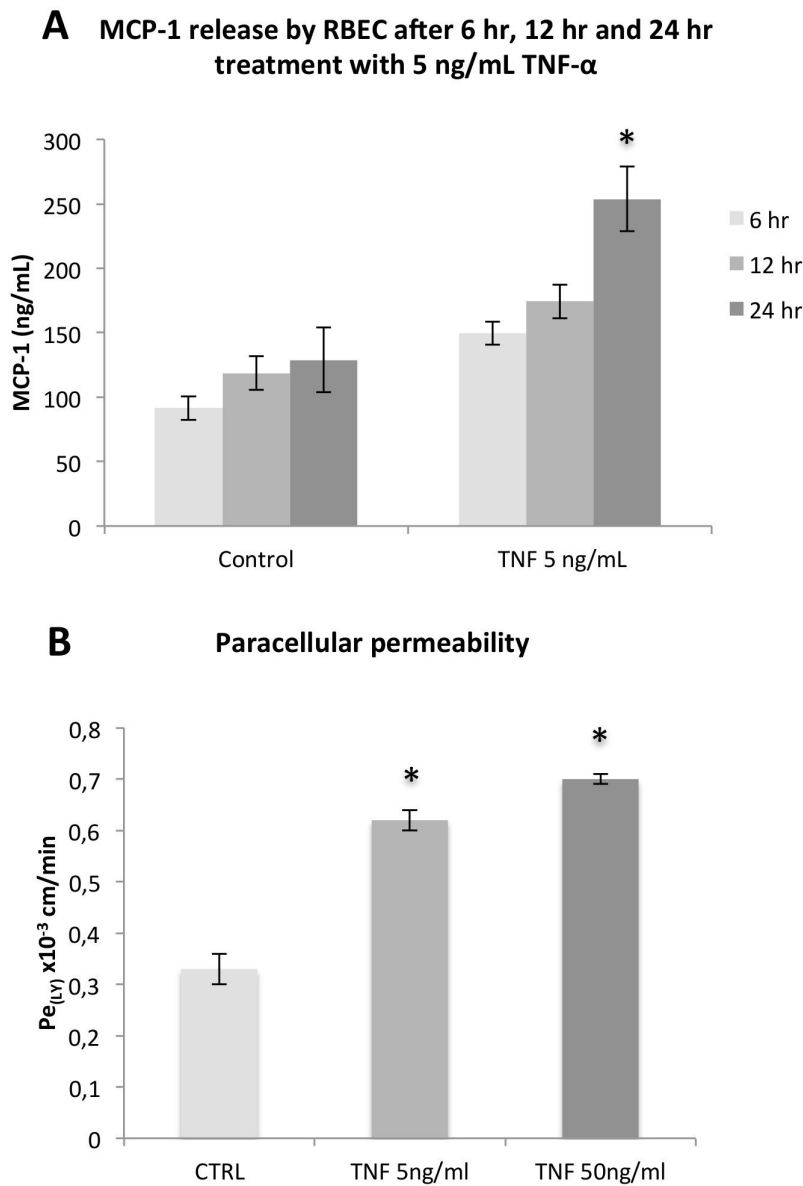 A MCP-1 release by RBEC after 6 hr, 12 hr and 24 hr
treatment with 5 ng/mL TNF-α
300
250
200
150
100
50
0
MCP-1 (ng/mL)
*
6 hr
12 hr
24 hr
Control
TNF 5 ng/mL
B Paracellular permeability
0,8
0,7
0,6
0,5
0,4
0,3
0,2
0,1
0
Pe(LY) x10-3 cm/min
*
*
CTRL
TNF 5ng/ml
TNF 50ng/ml